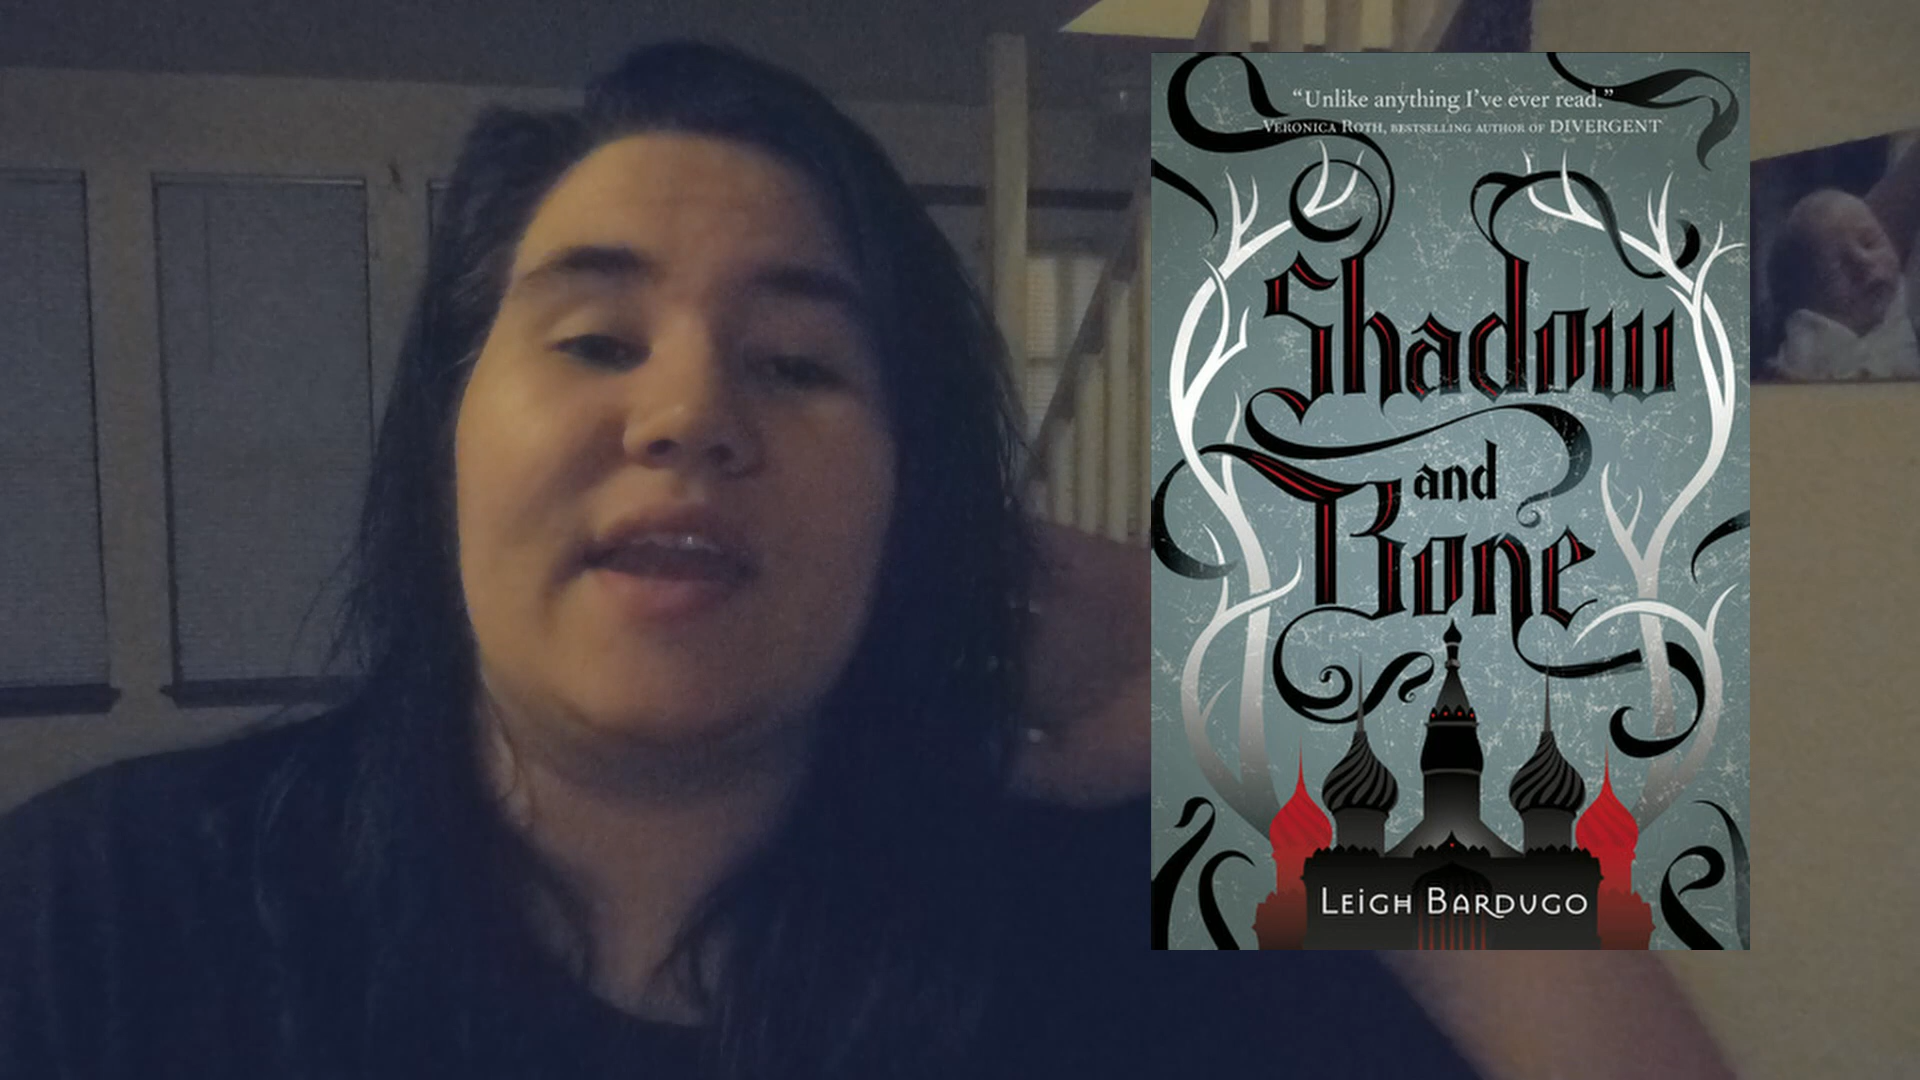 “Unlike anything I’ve ever read.”
—Veronica Roth, bestselling author of DIVERGENT
Shadow
and
Bone
Leigh Bardugo